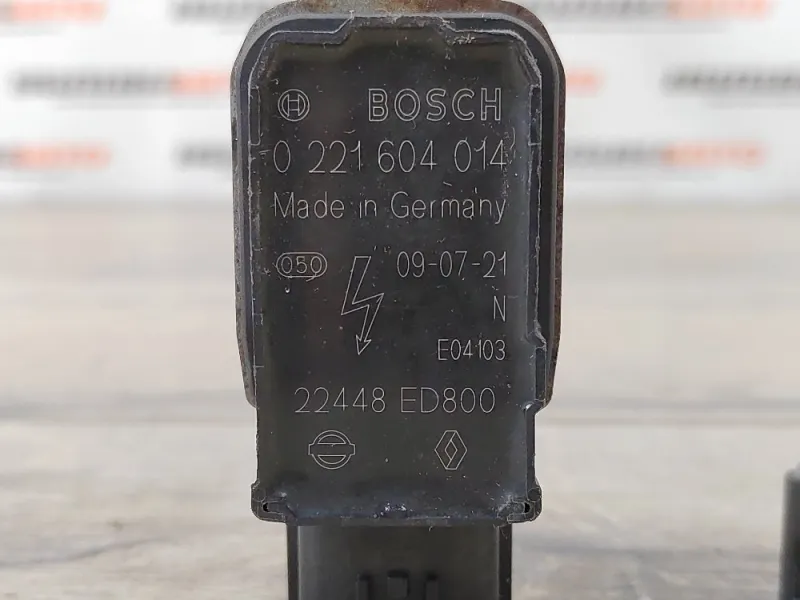 BOSCH
0 221 604 014
Made in Germany
050 09-07-21
N
E04103
22448 ED800